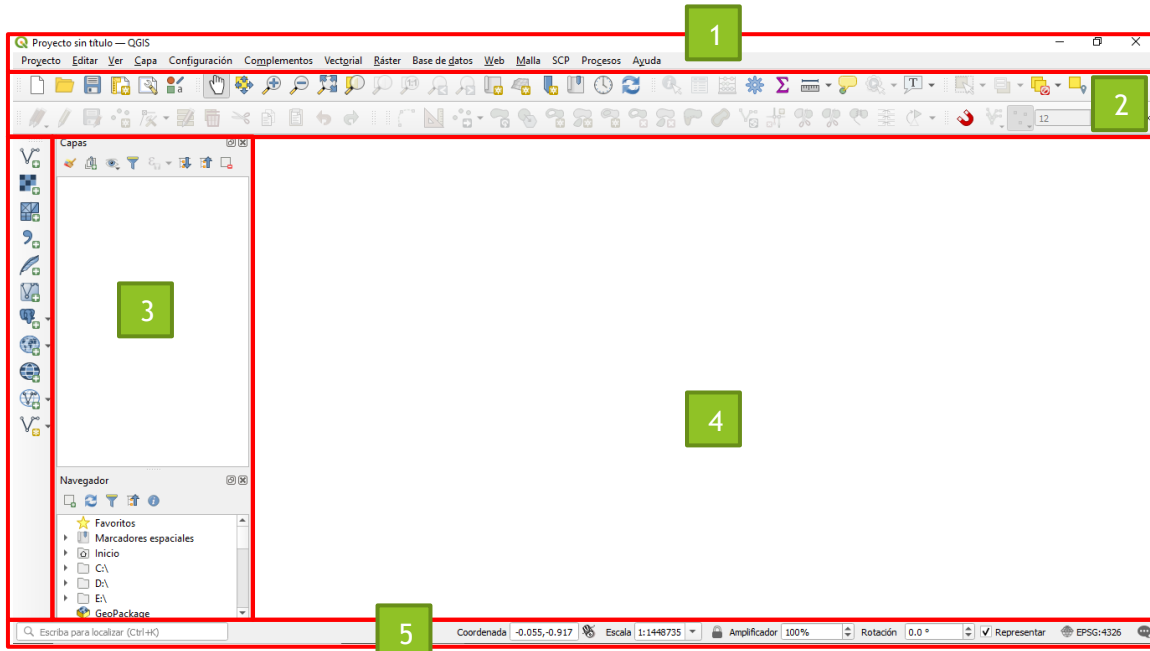 1
Proyecto sin título — QGIS
Proyecto Editar Ver Capa Configuración Complementos Vectorial Ráster Base de datos Web Malla SCP Procesos Ayuda
2
12
Capas
3
4
Navegador
Favoritos
Marcadores espaciales
Inicio
C:\
D:\
E:\
GeoPackage
5
Escriba para localizar (Ctrl+K)
Coordenada -0.055,-0.917 Escala 1:1448735 Amplificador 100% Rotación 0.0 ° Representar EPSG:4326